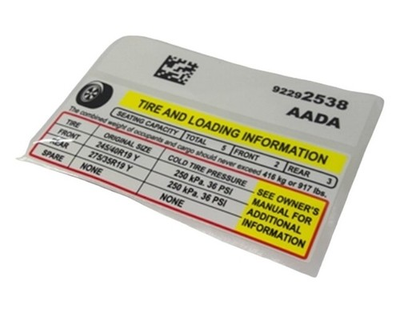 92292538
AADA
TIRE AND LOADING INFORMATION
SEATING CAPACITY TOTAL 5 FRONT 2 REAR 3
The combined weight of occupants and cargo should never exceed 416 kg or 917 lbs.
TIRE ORIGINAL SIZE COLD TIRE PRESSURE
FRONT 245/40R19 Y 250 kPa. 36 PSI
REAR 275/35R19 Y 250 kPa. 36 PSI
SPARE NONE NONE
SEE OWNER'S
MANUAL FOR
ADDITIONAL
INFORMATION